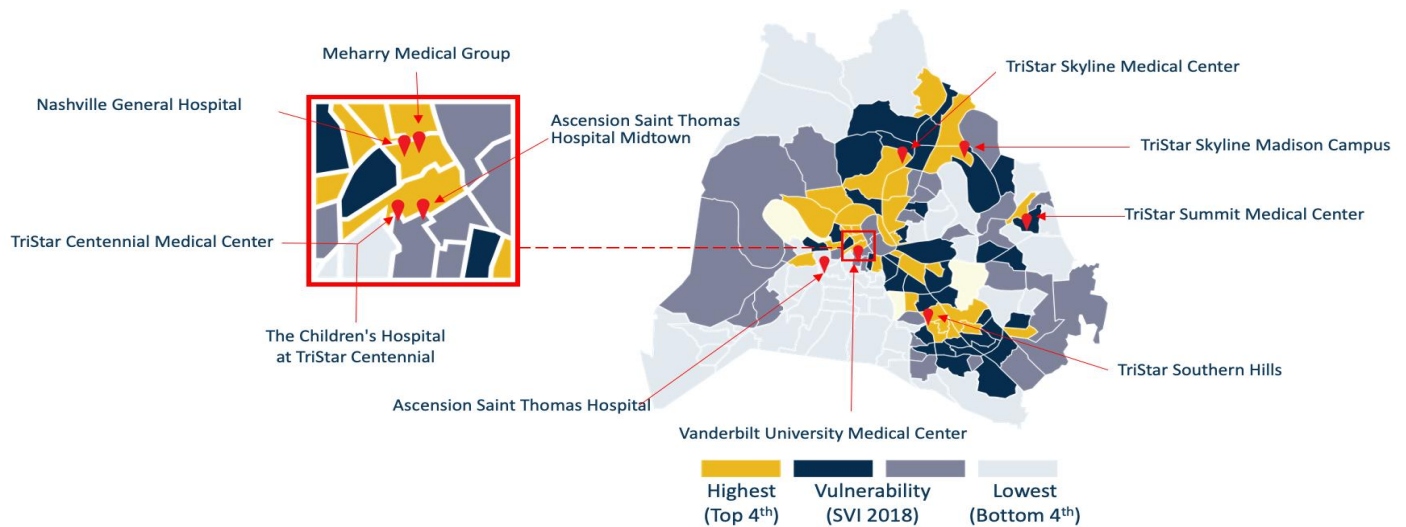 Meharry Medical Group
Nashville General Hospital
Ascension Saint Thomas
Hospital Midtown
TriStar Centennial Medical Center
The Children's Hospital
at TriStar Centennial
Ascension Saint Thomas Hospital
Vanderbilt University Medical Center
TriStar Skyline Medical Center
TriStar Skyline Madison Campus
TriStar Summit Medical Center
TriStar Southern Hills
Highest Vulnerability Lowest
(Top 4th) (SVI 2018) (Bottom 4th)